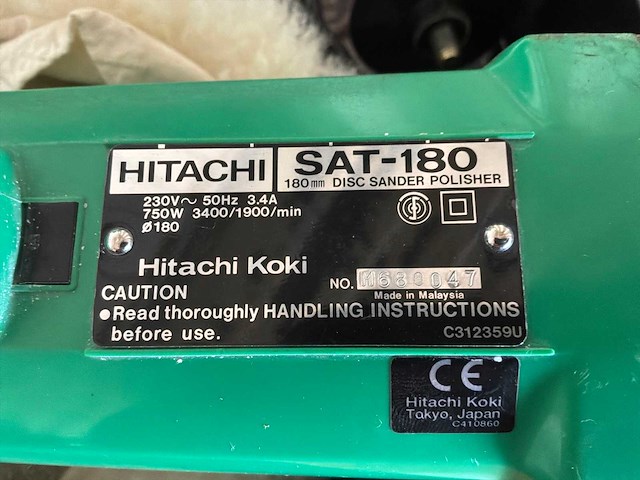 HITACHI SAT-180
180mm DISC SANDER POLISHER
230V~ 50Hz 3.4A
750W 3400/1900/min
ø180
Hitachi Koki
NO. M680047
Made in Malaysia
CAUTION
●Read thoroughly HANDLING INSTRUCTIONS
before use.
C312359U
CE
Hitachi Koki
Tokyo, Japan
C410860